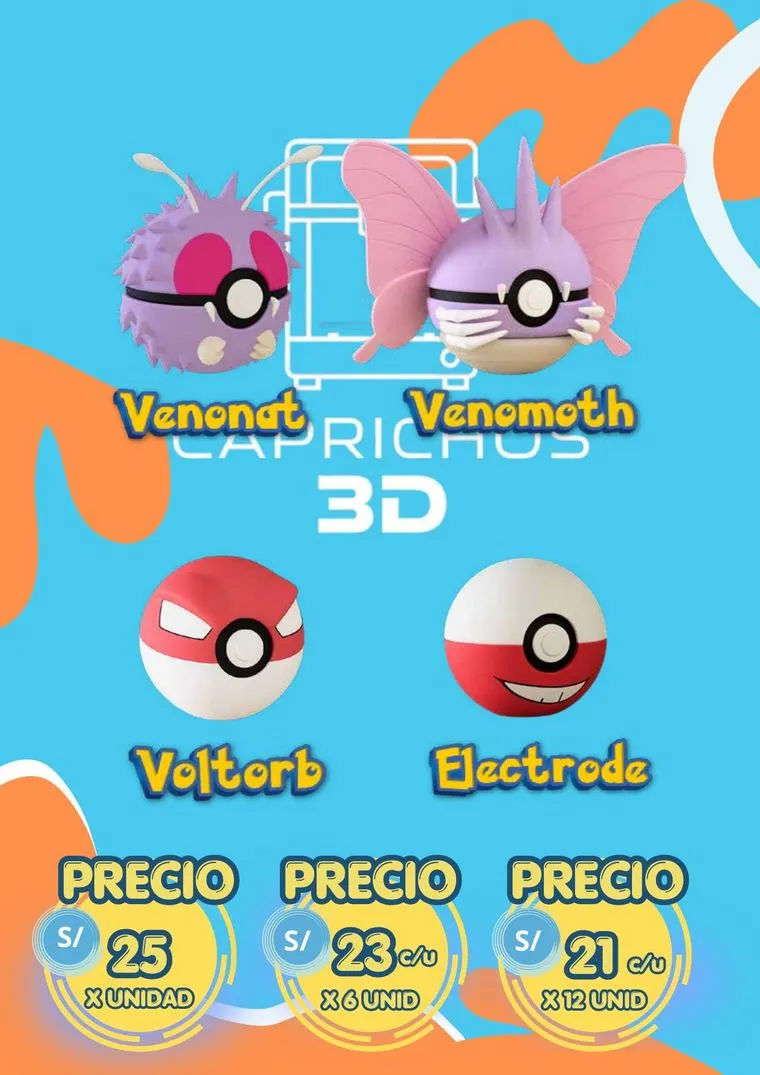 Venonat
Venomoth
CAPRICHOS
3D
Voltorb
Electrode
PRECIO
S/ 25
X UNIDAD
PRECIO
S/ 23 c/u
X 6 UNID
PRECIO
S/ 21 c/u
X 12 UNID